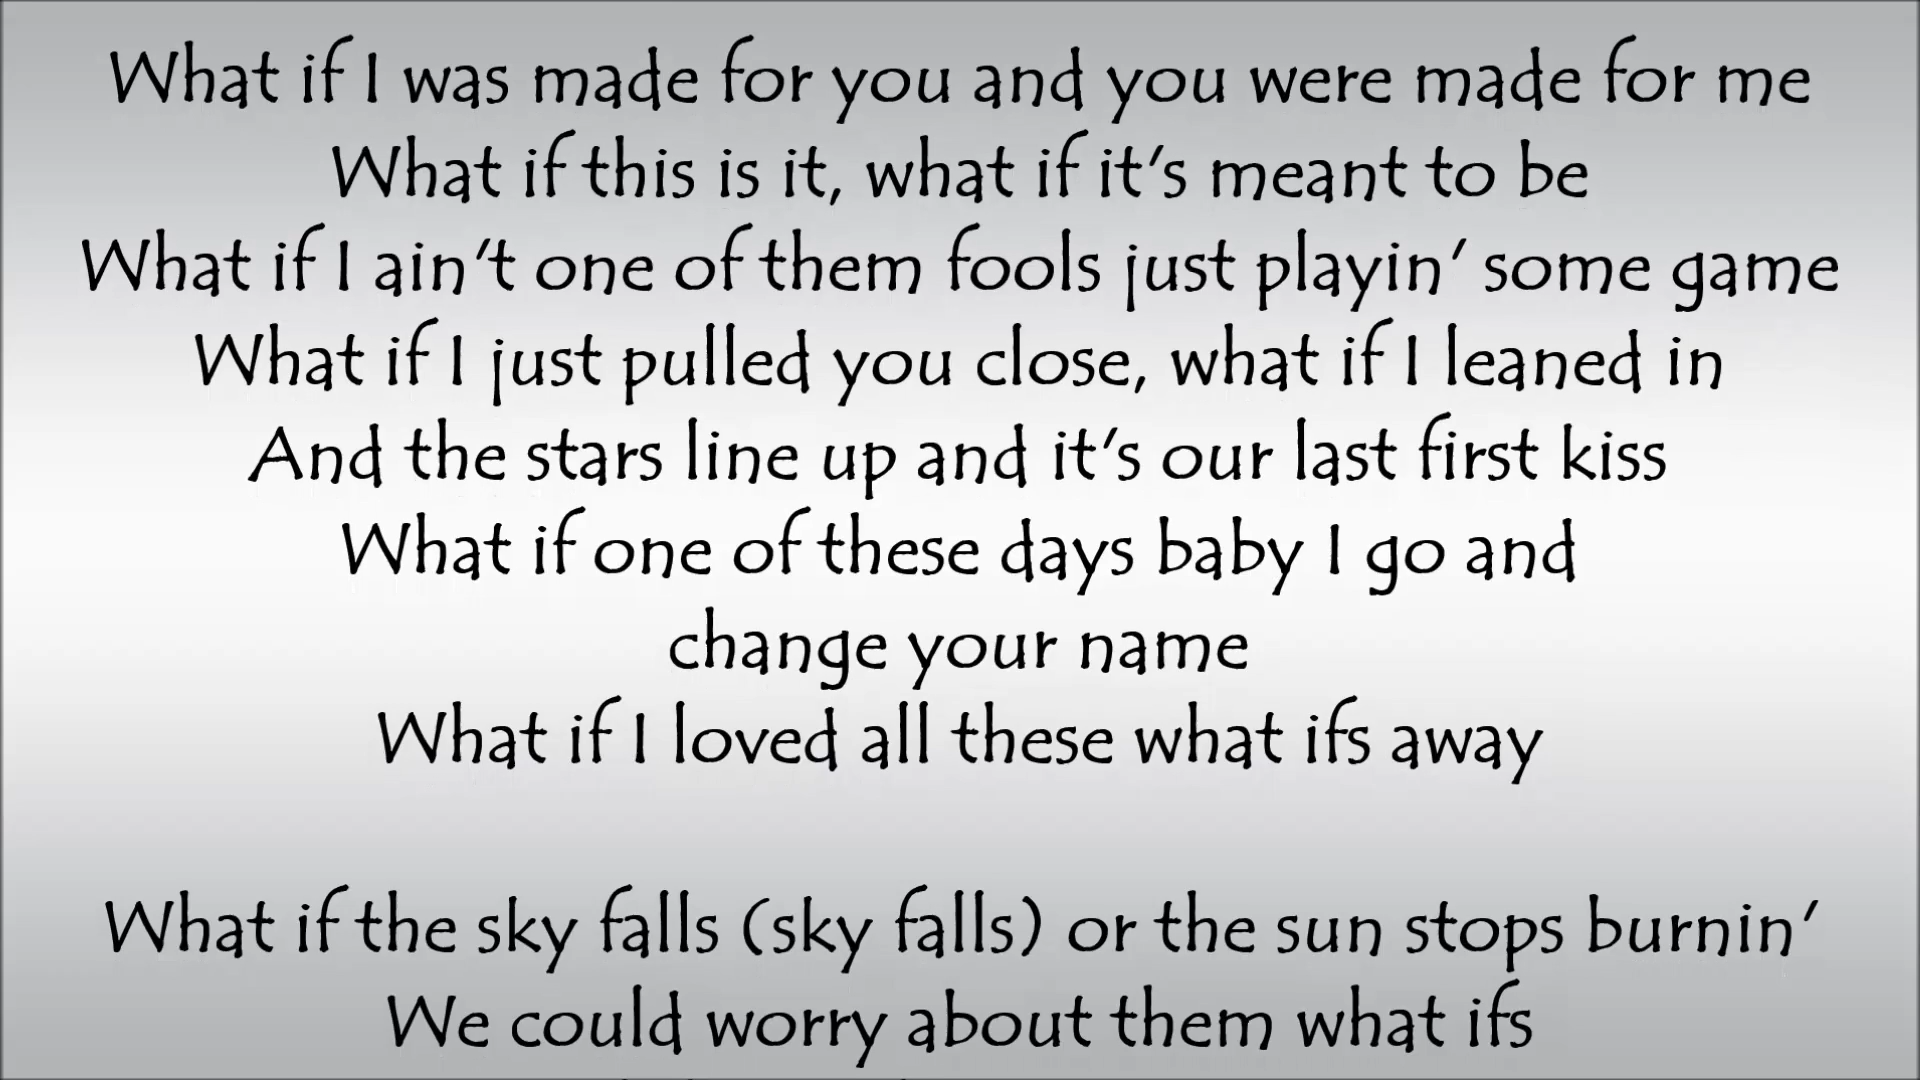 What if I was made for you and you were made for me
What if this is it, what if it's meant to be
What if I ain't one of them fools just playin' some game
What if I just pulled you close, what if I leaned in
And the stars line up and it's our last first kiss
What if one of these days baby I go and
change your name
What if I loved all these what ifs away
What if the sky falls (sky falls) or the sun stops burnin'
We could worry about them what ifs